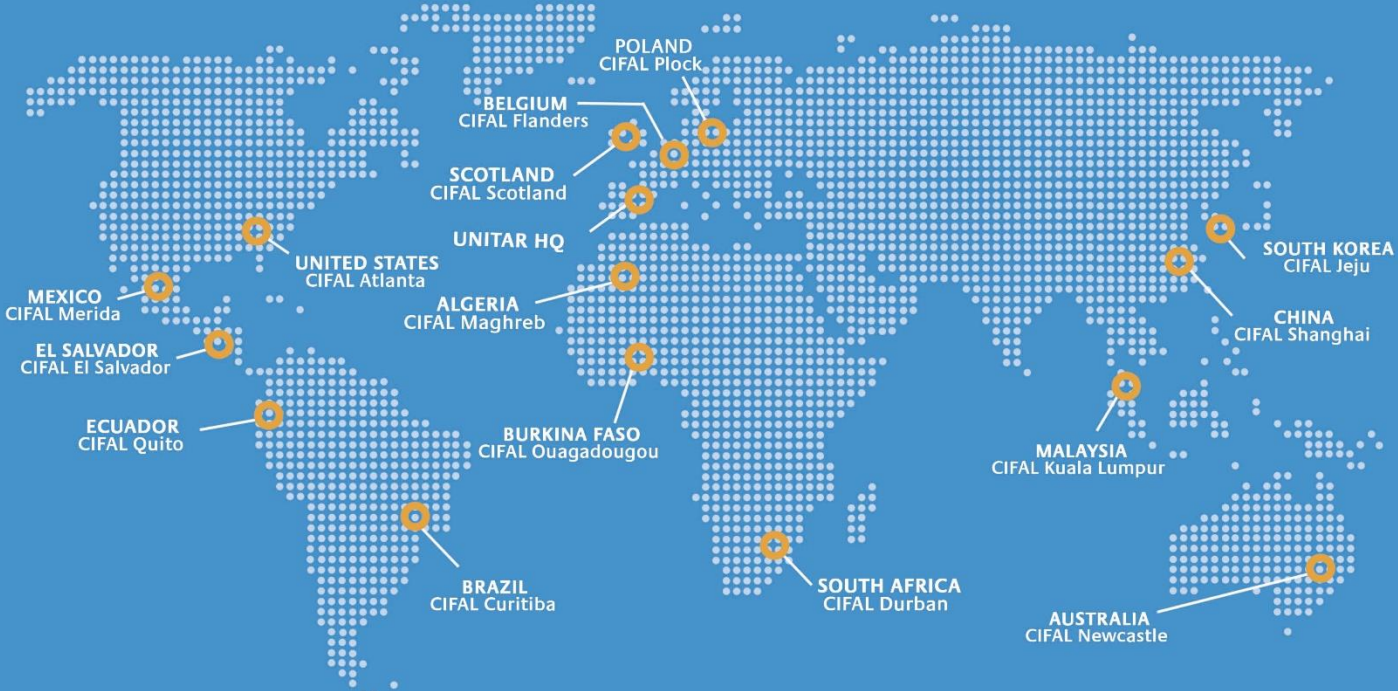 POLAND
CIFAL Plock
BELGIUM
CIFAL Flanders
SCOTLAND
CIFAL Scotland
UNITAR HQ
UNITED STATES
CIFAL Atlanta
SOUTH KOREA
CIFAL Jeju
MEXICO
CIFAL Merida
ALGERIA
CIFAL Maghreb
CHINA
CIFAL Shanghai
EL SALVADOR
CIFAL El Salvador
ECUADOR
CIFAL Quito
BURKINA FASO
CIFAL Ouagadougou
MALAYSIA
CIFAL Kuala Lumpur
BRAZIL
CIFAL Curitiba
SOUTH AFRICA
CIFAL Durban
AUSTRALIA
CIFAL Newcastle